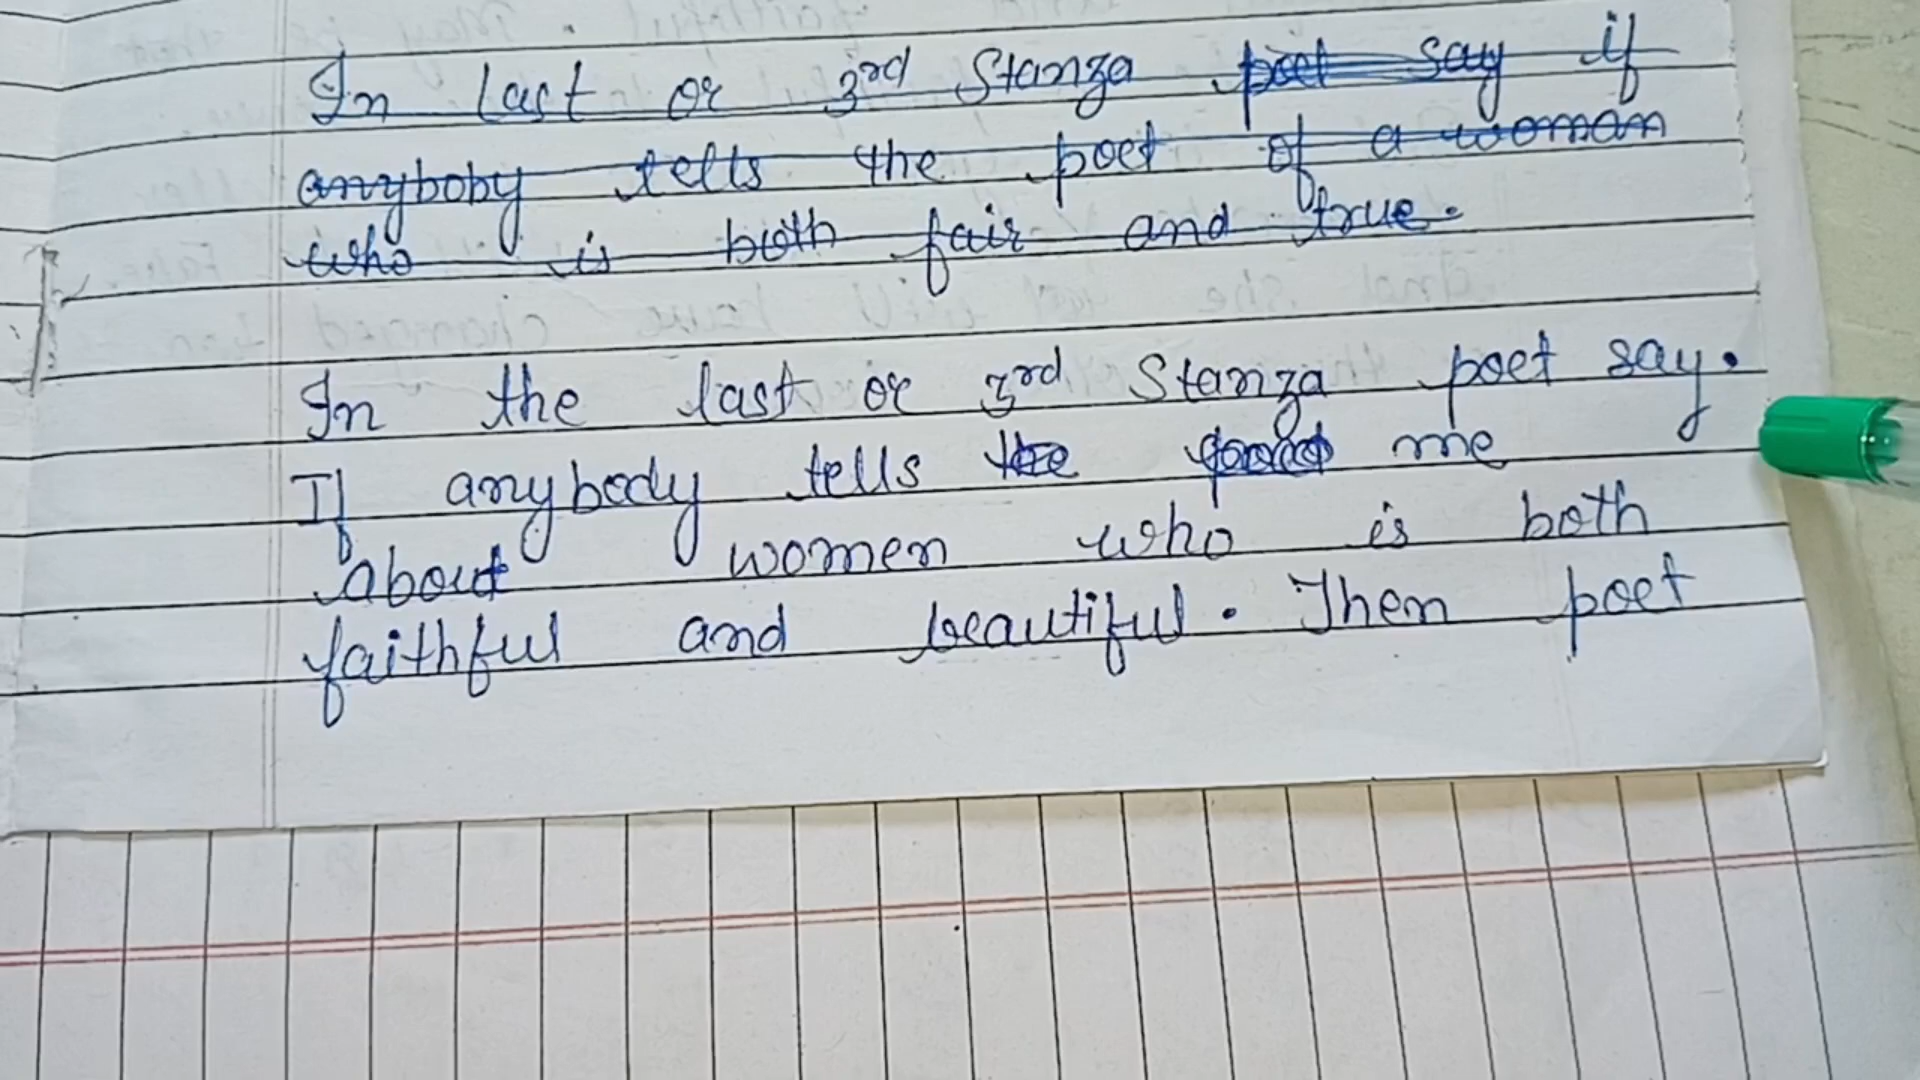 In last or 3rd Stanza poet say if
anyboby tells the poet of a woman
who is both fair and true.
In the last or 3rd Stanza poet say.
If anybody tells the me
about women who is both
faithful and beautiful. Then poet